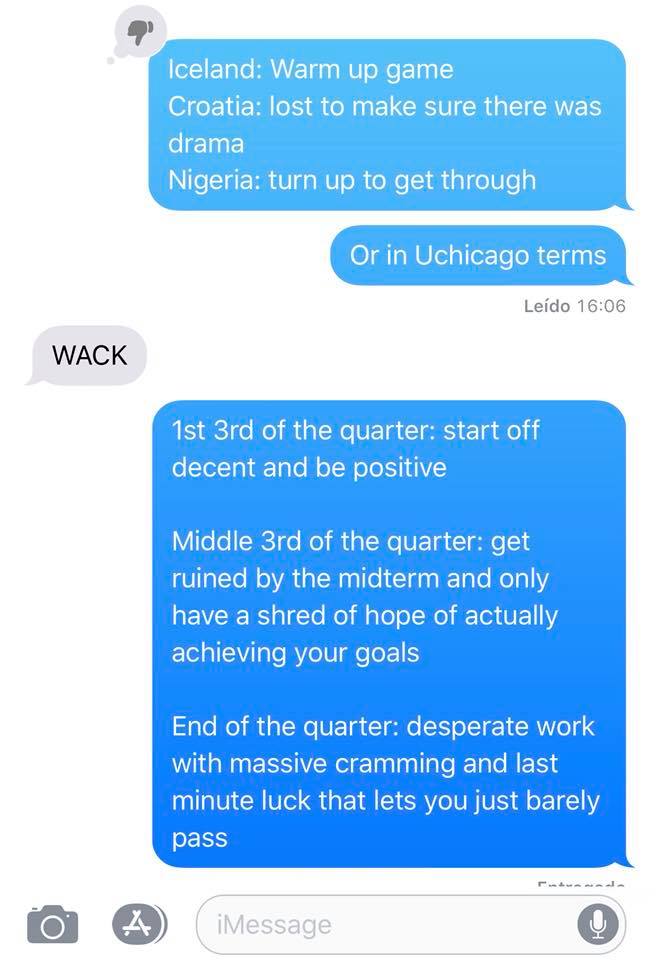 Iceland: Warm up game
Croatia: lost to make sure there was
drama
Nigeria: turn up to get through
Or in Uchicago terms
Leído 16:06
WACK
1st 3rd of the quarter: start off
decent and be positive
Middle 3rd of the quarter: get
ruined by the midterm and only
have a shred of hope of actually
achieving your goals
End of the quarter: desperate work
with massive cramming and last
minute luck that lets you just barely
pass
Entregado
iMessage